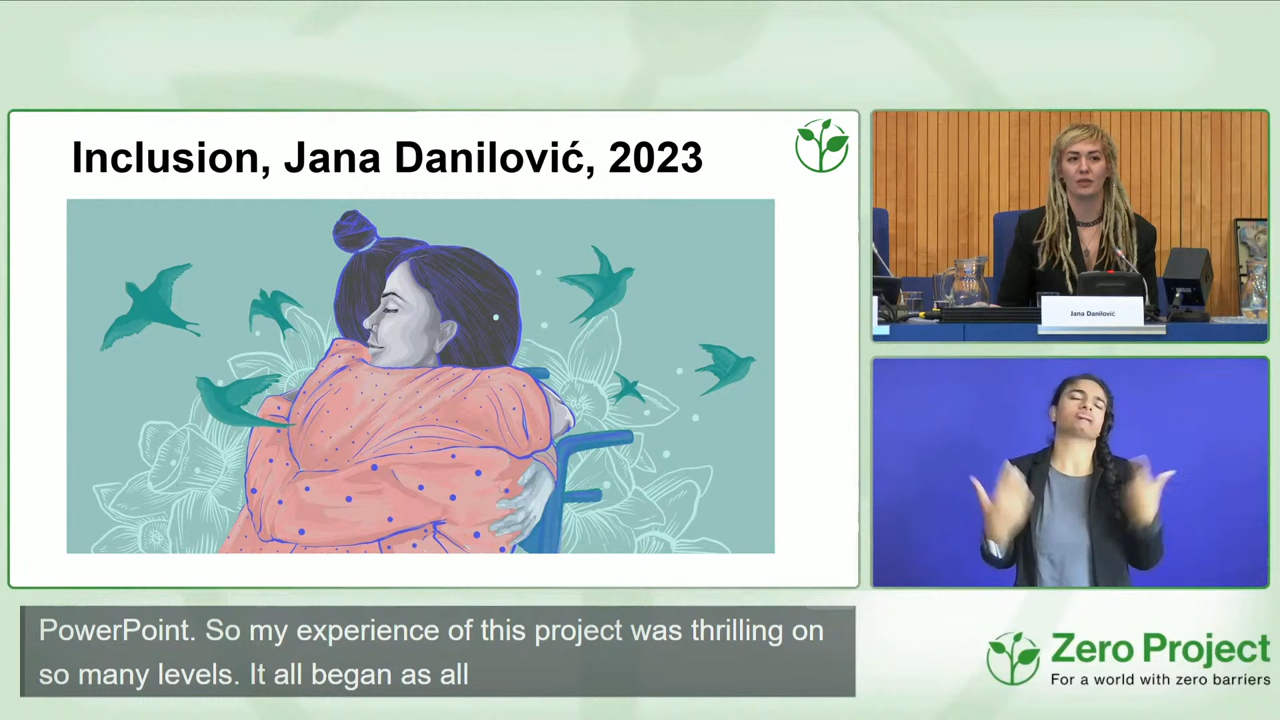 Inclusion, Jana Danilović, 2023
Jana Danilović
PowerPoint. So my experience of this project was thrilling on
so many levels. It all began as all
Zero Project
For a world with zero barriers